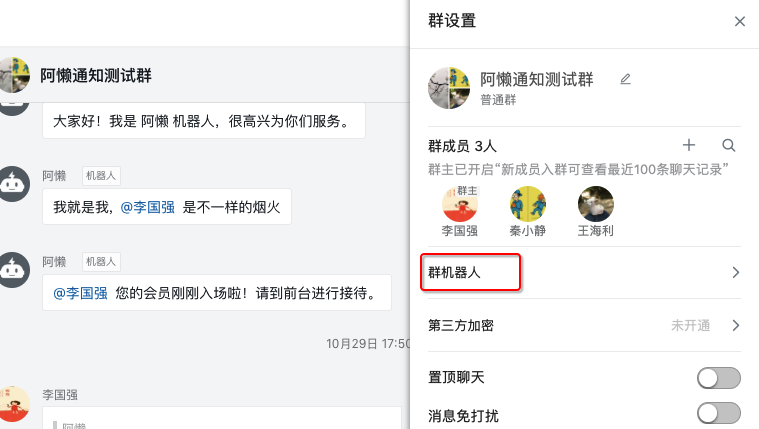 阿懒通知测试群
大家好！我是 阿懒 机器人，很高兴为你们服务。
阿懒 机器人
我就是我，@李国强 是不一样的烟火
阿懒 机器人
@李国强 您的会员刚刚入场啦！请到前台进行接待。
10月29日 17:50
李国强
阿懒
群设置
阿懒通知测试群
普通群
群成员 3人
群主已开启“新成员入群可查看最近100条聊天记录”
群主
李国强 秦小静 王海利
群机器人
第三方加密 未开通
置顶聊天
消息免打扰